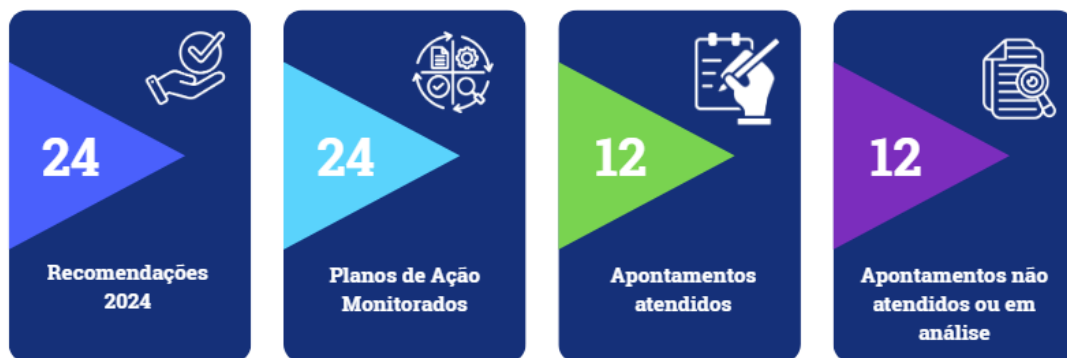 24
Recomendações
2024
24
Planos de Ação
Monitorados
12
Apontamentos
atendidos
12
Apontamentos não
atendidos ou em
análise